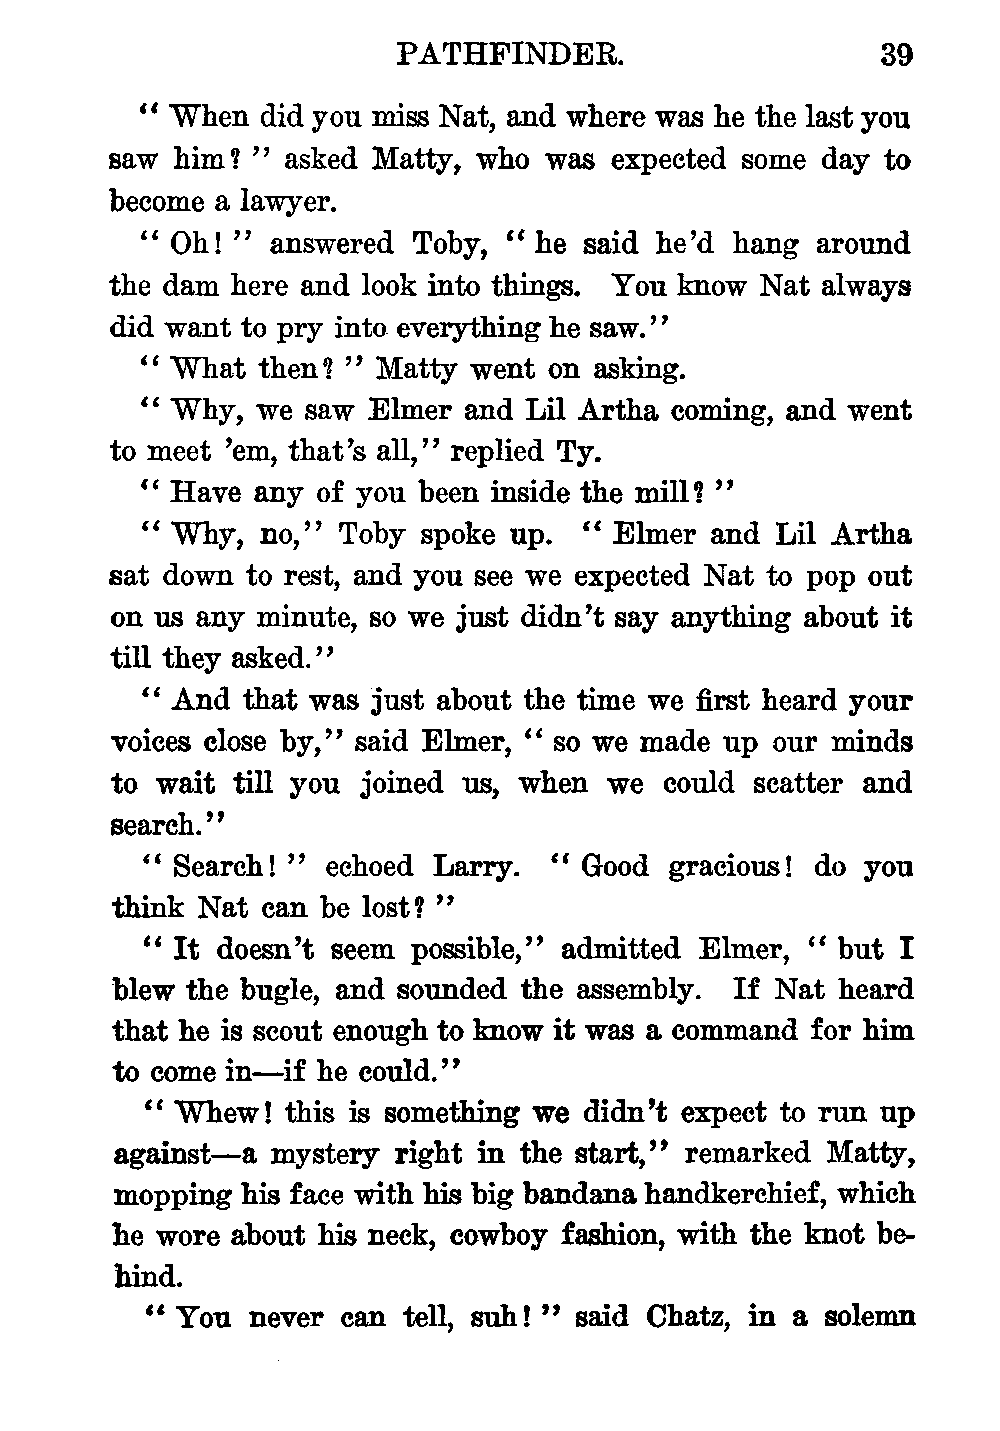 PATHFINDER. 39
“ When did you miss Nat, and where was he the last you
saw him? ” asked Matty, who was expected some day to
become a lawyer.
“ Oh! ” answered Toby, “ he said he’d hang around
the dam here and look into things. You know Nat always
did want to pry into everything he saw.”
“ What then? ” Matty went on asking.
“ Why, we saw Elmer and Lil Artha coming, and went
to meet ’em, that’s all,” replied Ty.
“ Have any of you been inside the mill? ”
“ Why, no,” Toby spoke up. “ Elmer and Lil Artha
sat down to rest, and you see we expected Nat to pop out
on us any minute, so we just didn’t say anything about it
till they asked.”
“ And that was just about the time we first heard your
voices close by,” said Elmer, “ so we made up our minds
to wait till you joined us, when we could scatter and
search.”
“ Search! ” echoed Larry. “ Good gracious! do you
think Nat can be lost? ”
“ It doesn’t seem possible,” admitted Elmer, “ but I
blew the bugle, and sounded the assembly. If Nat heard
that he is scout enough to know it was a command for him
to come in—if he could.”
“ Whew! this is something we didn’t expect to run up
against—a mystery right in the start,” remarked Matty,
mopping his face with his big bandana handkerchief, which
he wore about his neck, cowboy fashion, with the knot be-
hind.
“ You never can tell, suh! ” said Chatz, in a solemn